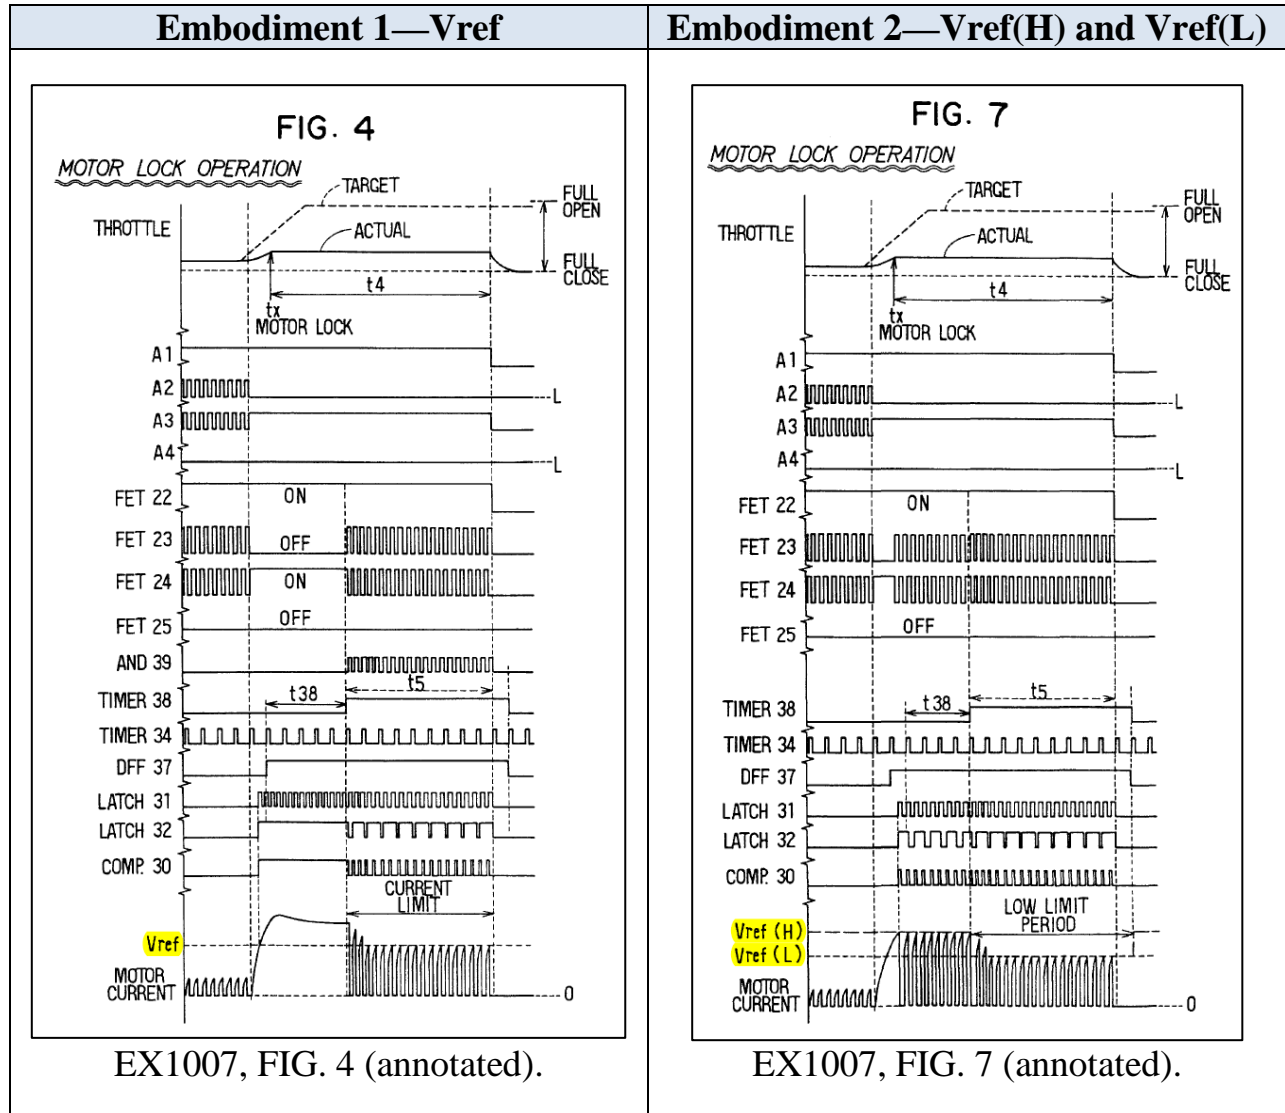 Embodiment 1—Vref
FIG. 4
MOTOR LOCK OPERATION
TARGET
FULL OPEN
THROTTLE
ACTUAL
FULL CLOSE
t4
tx
MOTOR LOCK
A1
A2
L
A3
A4
L
FET 22
ON
FET 23
OFF
FET 24
ON
FET 25
OFF
AND 39
t38
t5
TIMER 38
TIMER 34
DFF 37
LATCH 31
LATCH 32
COMP. 30
CURRENT
LIMIT
Vref
MOTOR
CURRENT
0
EX1007, FIG. 4 (annotated).
Embodiment 2—Vref(H) and Vref(L)
FIG. 7
MOTOR LOCK OPERATION
TARGET
FULL OPEN
THROTTLE
ACTUAL
FULL CLOSE
t4
tx
MOTOR LOCK
A1
A2
L
A3
A4
L
FET 22
ON
FET 23
FET 24
FET 25
OFF
t38
t5
TIMER 38
TIMER 34
DFF 37
LATCH 31
LATCH 32
COMP. 30
LOW LIMIT
PERIOD
Vref (H)
Vref (L)
MOTOR
CURRENT
0
EX1007, FIG. 7 (annotated).